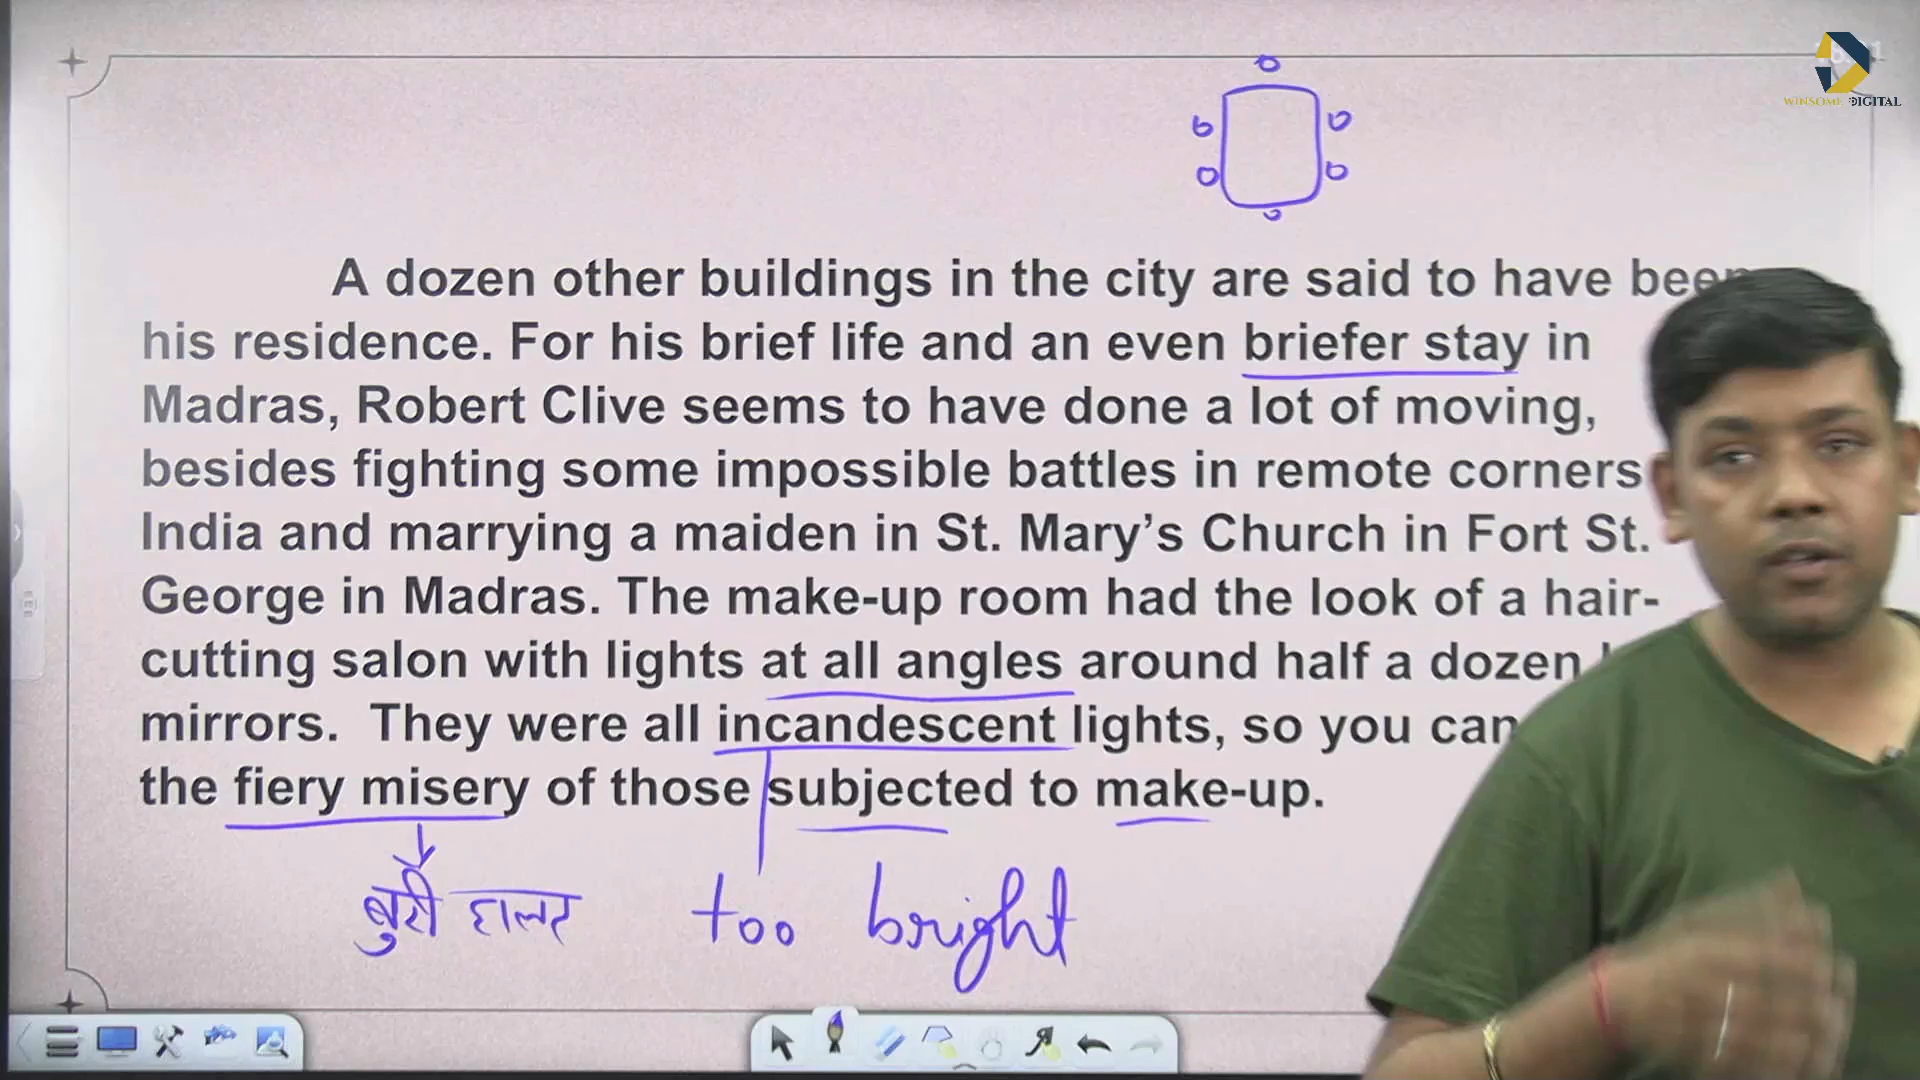 WINSOME DIGITAL
A dozen other buildings in the city are said to have been
his residence. For his brief life and an even briefer stay in
Madras, Robert Clive seems to have done a lot of moving,
besides fighting some impossible battles in remote corners
India and marrying a maiden in St. Mary’s Church in Fort St.
George in Madras. The make-up room had the look of a hair-
cutting salon with lights at all angles around half a dozen
mirrors. They were all incandescent lights, so you can
the fiery misery of those subjected to make-up.
बुरी हालत too bright